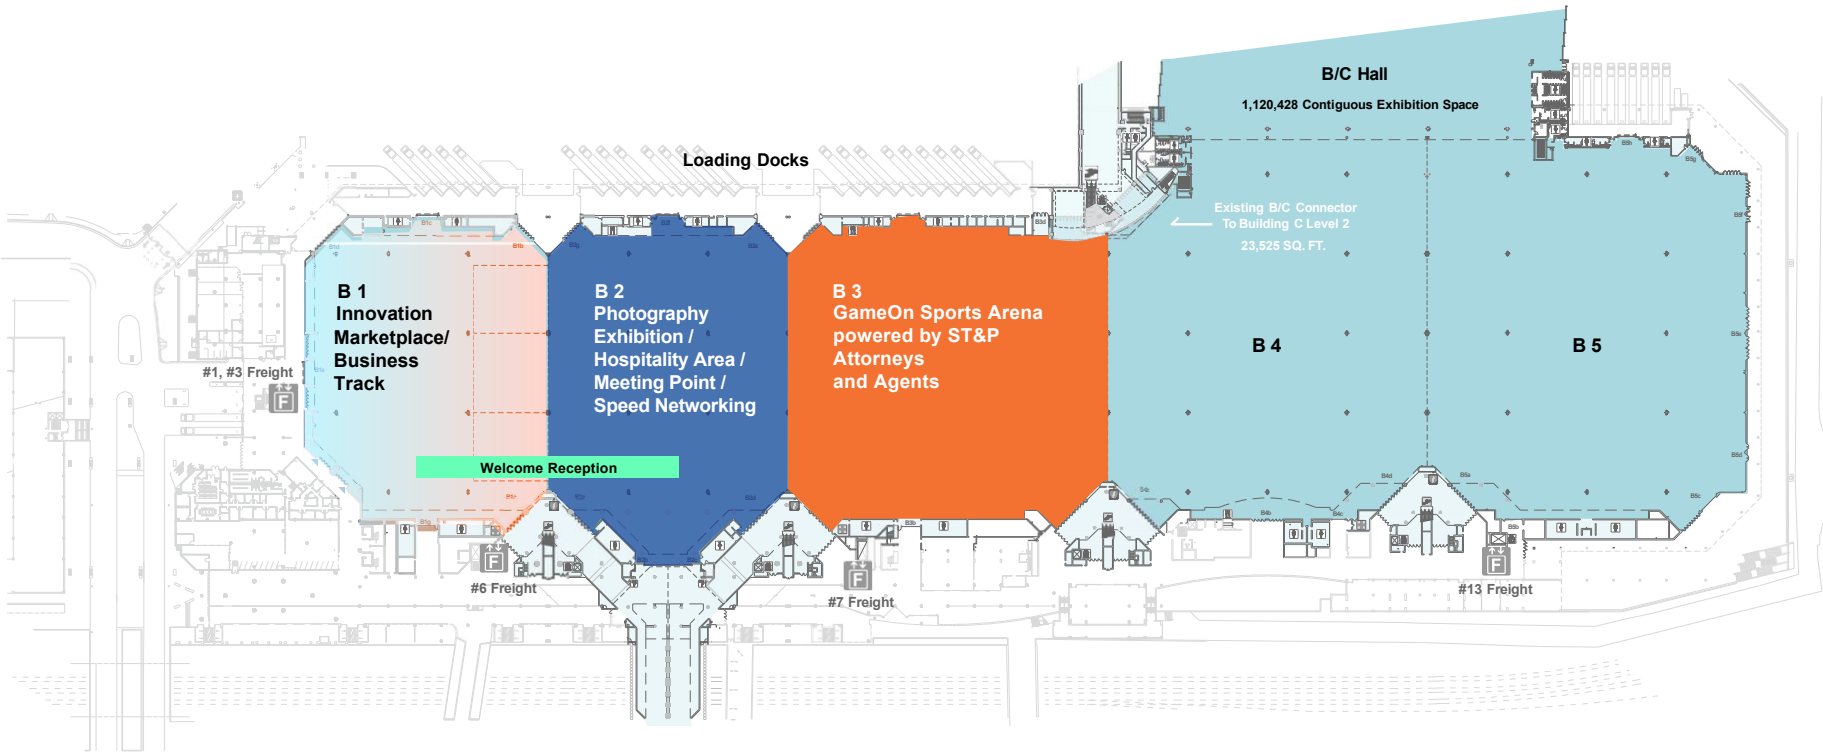 B/C Hall
1,120,428 Contiguous Exhibition Space
Loading Docks
Existing B/C Connector
To Building C Level 2
23,525 SQ. FT.
B 1
Innovation
Marketplace/
Business
Track
B 2
Photography
Exhibition /
Hospitality Area /
Meeting Point /
Speed Networking
B 3
GameOn Sports Arena
powered by ST&P
Attorneys
and Agents
B 4
B 5
#1, #3 Freight
F
Welcome Reception
F
#6 Freight
F
#7 Freight
F
#13 Freight